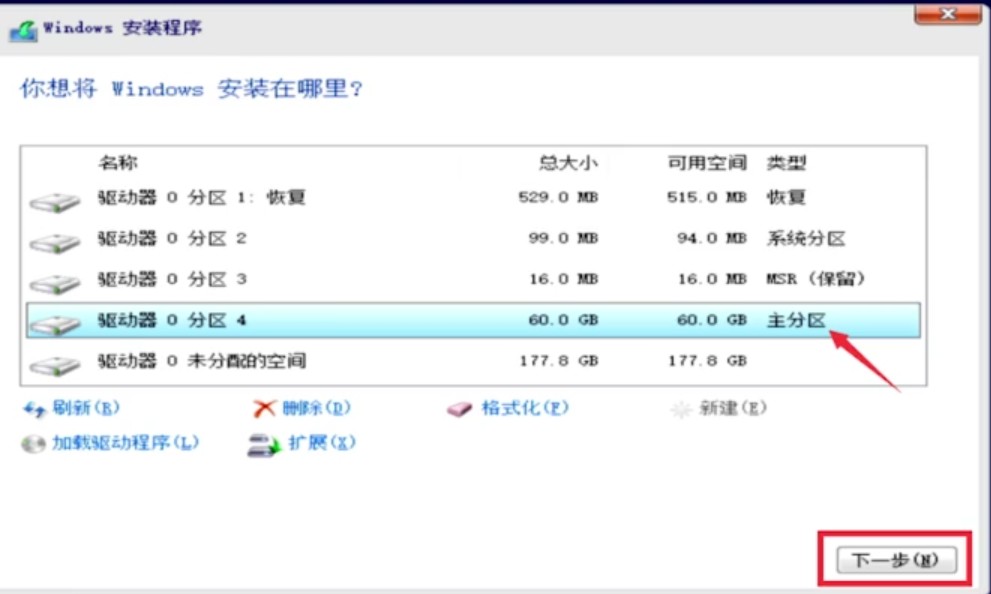 Windows 安装程序
你想将 Windows 安装在哪里?
名称 总大小 可用空间 类型
驱动器 0 分区 1: 恢复 529.0 MB 515.0 MB 恢复
驱动器 0 分区 2 99.0 MB 94.0 MB 系统分区
驱动器 0 分区 3 16.0 MB 16.0 MB MSR (保留)
驱动器 0 分区 4 60.0 GB 60.0 GB 主分区
驱动器 0 未分配的空间 177.8 GB 177.8 GB
刷新(R) 删除(D) 格式化(F) 新建(E)
加载驱动程序(L) 扩展(X)
下一步(N)